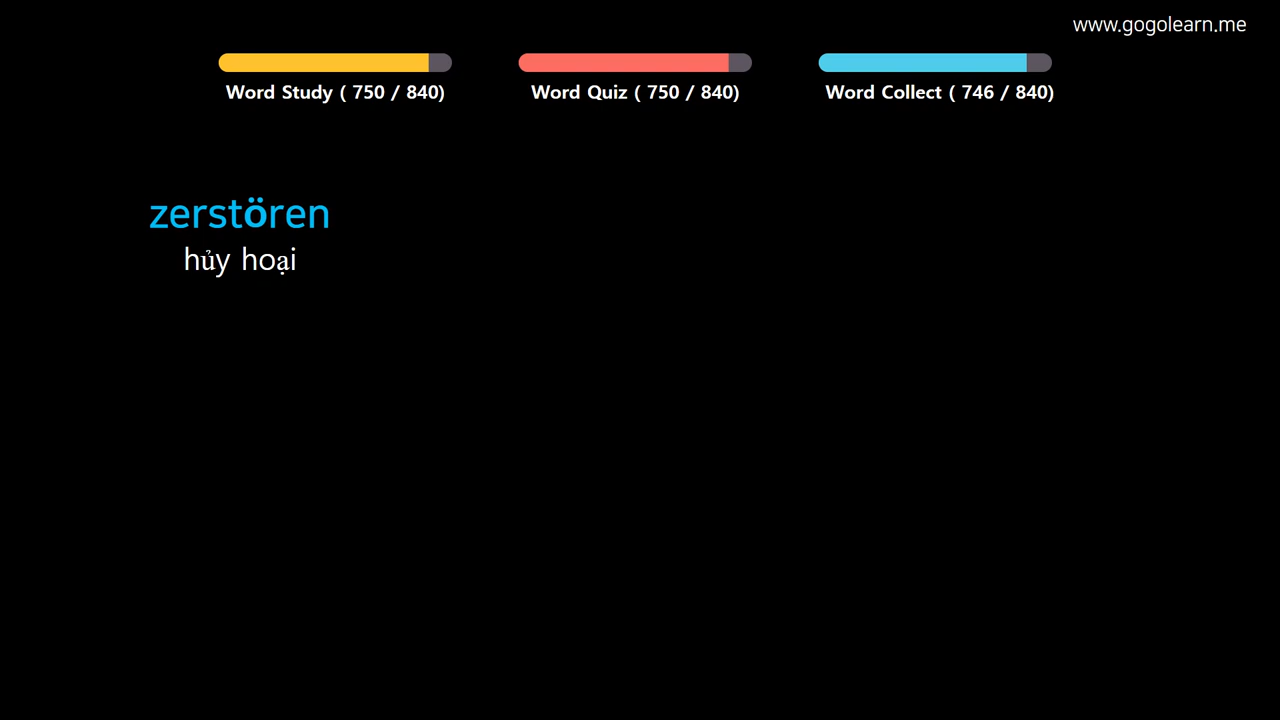 www.gogolearn.me
Word Study ( 750 / 840)
Word Quiz ( 750 / 840)
Word Collect ( 746 / 840)
zerstören
hủy hoại